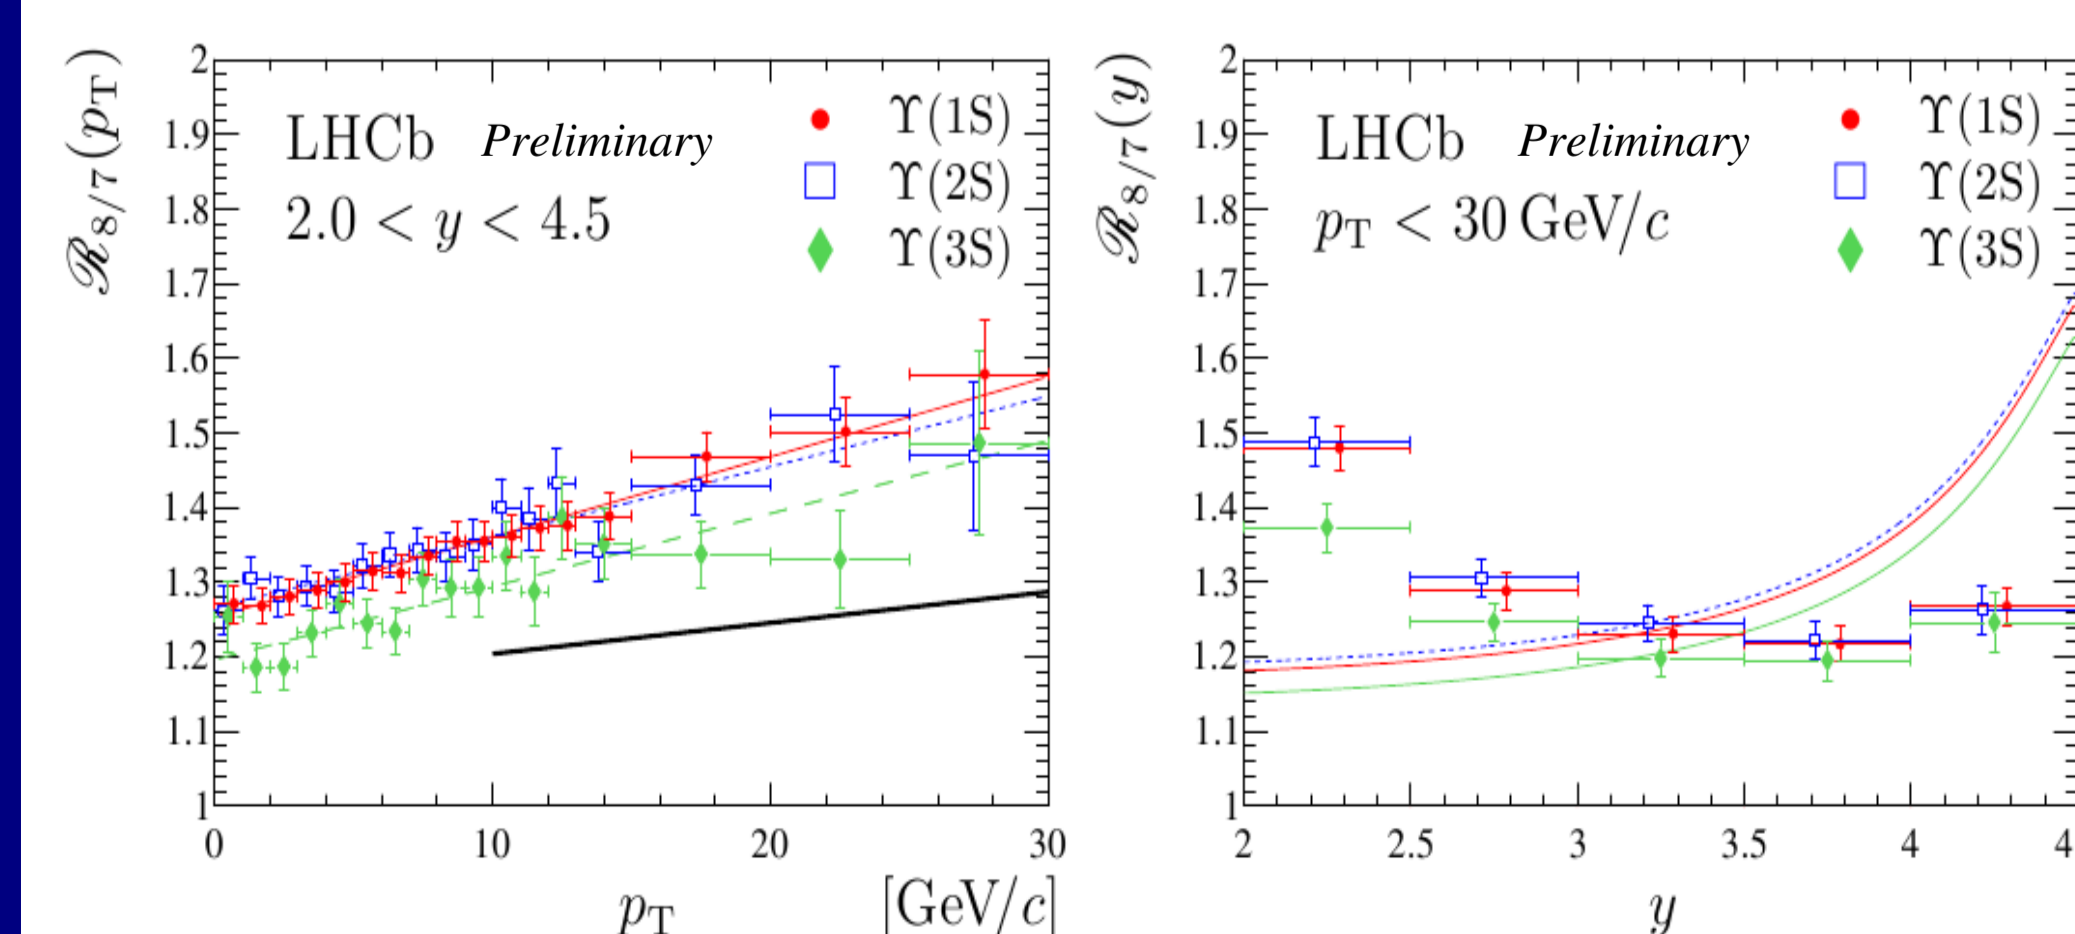 ℛ8/7(pT)
2
1.9
1.8
1.7
1.6
1.5
1.4
1.3
1.2
1.1
1
LHCb Preliminary
2.0 < y < 4.5
ϒ(1S)
ϒ(2S)
ϒ(3S)
0 10 20 30
pT [GeV/c]
ℛ8/7(y)
2
1.9
1.8
1.7
1.6
1.5
1.4
1.3
1.2
1.1
1
LHCb Preliminary
pT < 30 GeV/c
ϒ(1S)
ϒ(2S)
ϒ(3S)
2 2.5 3 3.5 4 4
y